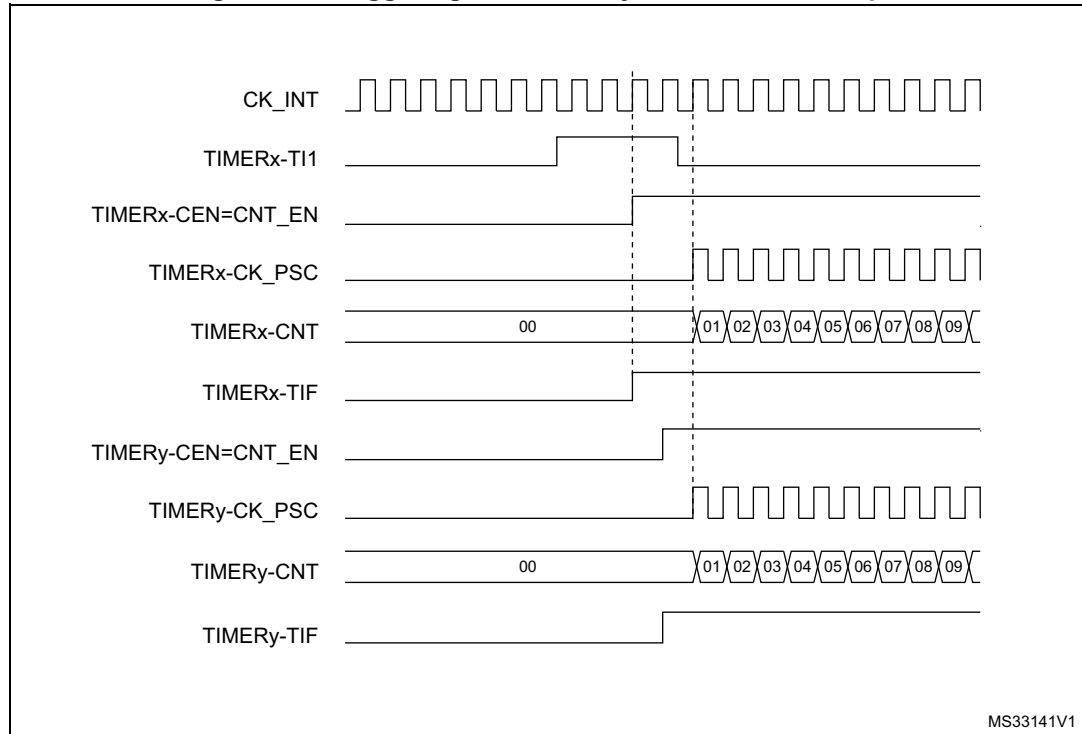 CK_INT
TIMERx-TI1
TIMERx-CEN=CNT_EN
TIMERx-CK_PSC
TIMERx-CNT 00 01 02 03 04 05 06 07 08 09
TIMERx-TIF
TIMERy-CEN=CNT_EN
TIMERy-CK_PSC
TIMERy-CNT 00 01 02 03 04 05 06 07 08 09
TIMERy-TIF
MS33141V1